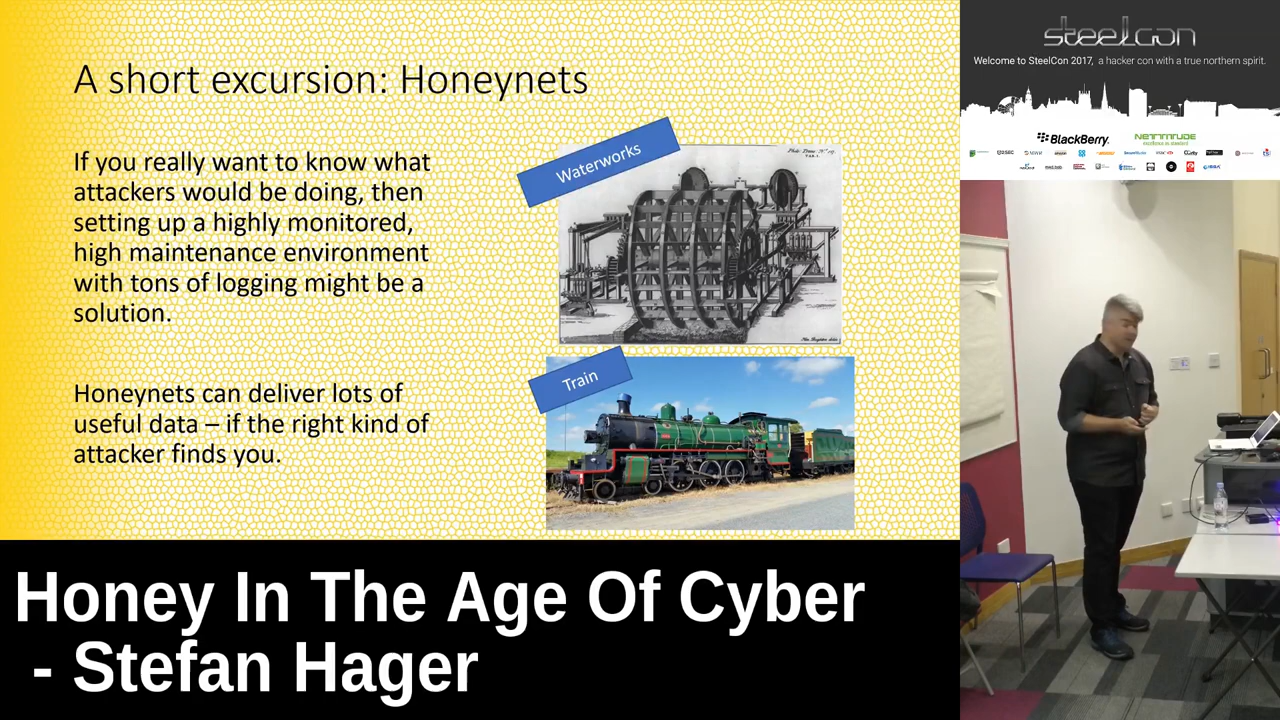 A short excursion: Honeynets
If you really want to know what
attackers would be doing, then
setting up a highly monitored,
high maintenance environment
with tons of logging might be a
solution.
Honeynets can deliver lots of
useful data – if the right kind of
attacker finds you.
Waterworks
Train
steelcon
Welcome to SteelCon 2017, a hacker con with a true northern spirit.
BlackBerry
NETTITUDE
Honey In The Age Of Cyber
- Stefan Hager